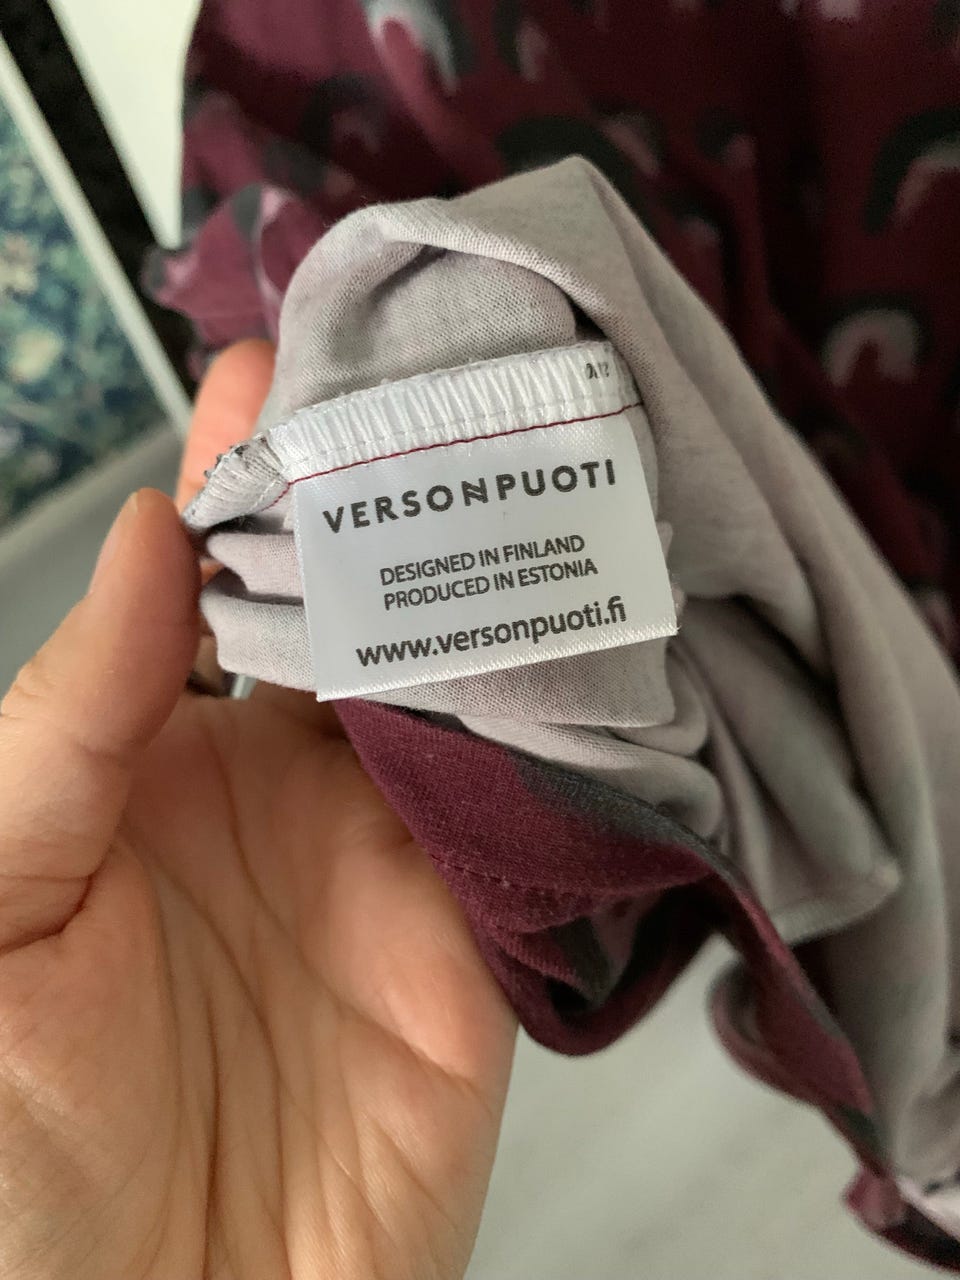 VERSONPUOTI
DESIGNED IN FINLAND
PRODUCED IN ESTONIA
www.versonpuoti.fi